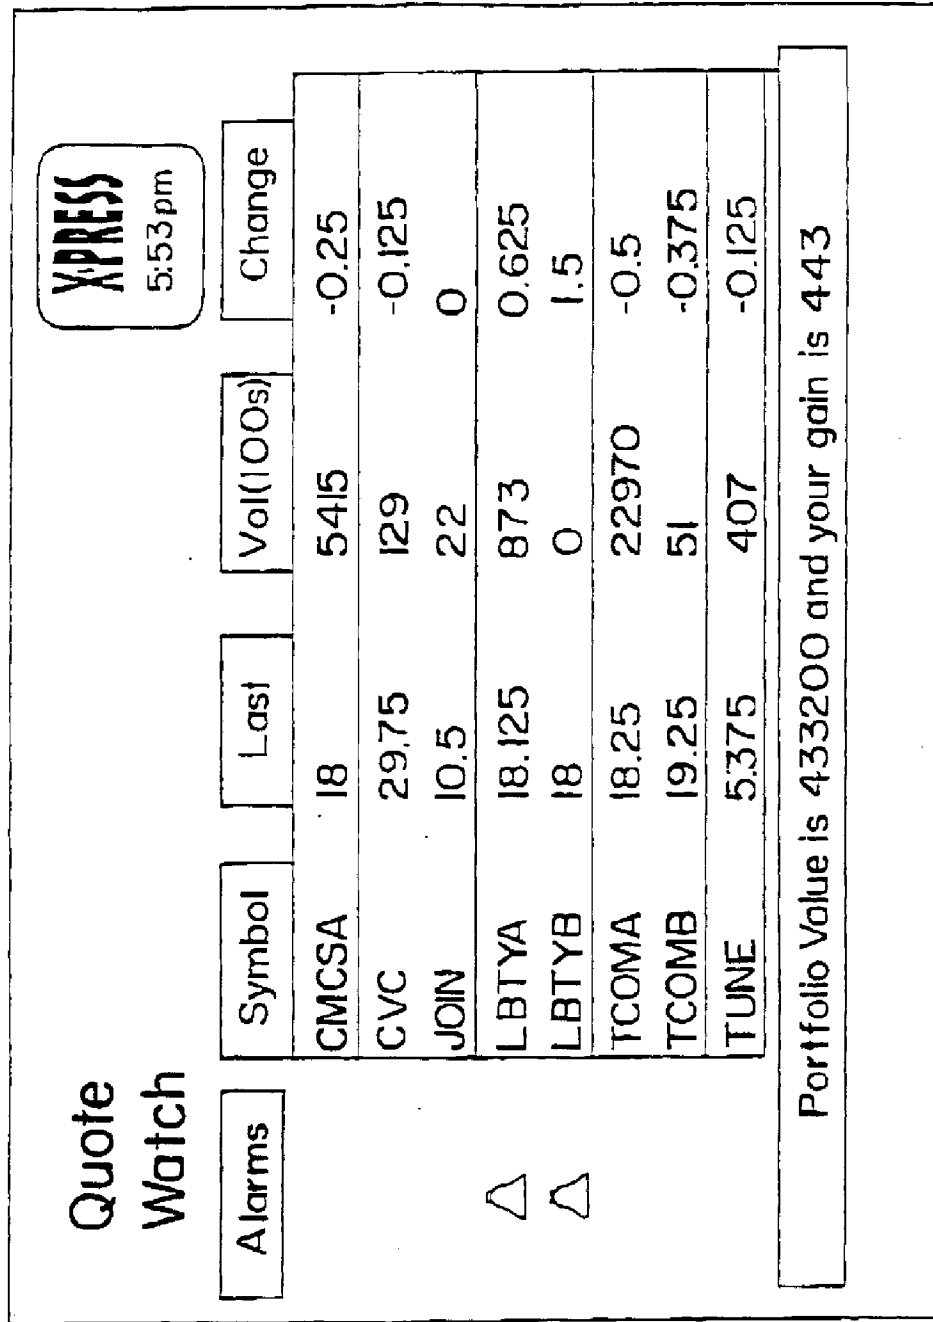 Quote
Watch
X·PRESS
5:53pm
Alarms Symbol Last Vol(100s) Change
CMCSA 18 5415 -0.25
CVC 29.75 129 -0.125
JOIN 10.5 22 0
LBTYA 18.125 873 0.625
LBTYB 18 0 1.5
TCOMA 18.25 22970 -0.5
TCOMB 19.25 51 -0.375
TUNE 5.375 407 -0.125
Portfolio Value is 433200 and your gain is 443